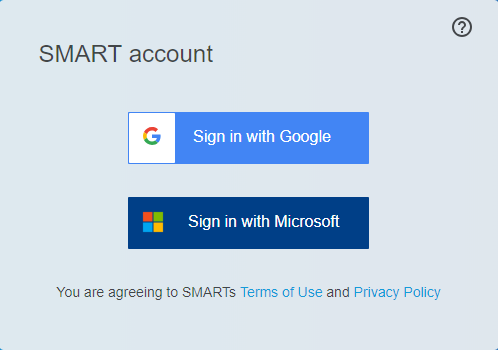 SMART account
Sign in with Google
Sign in with Microsoft
You are agreeing to SMARTs Terms of Use and Privacy Policy